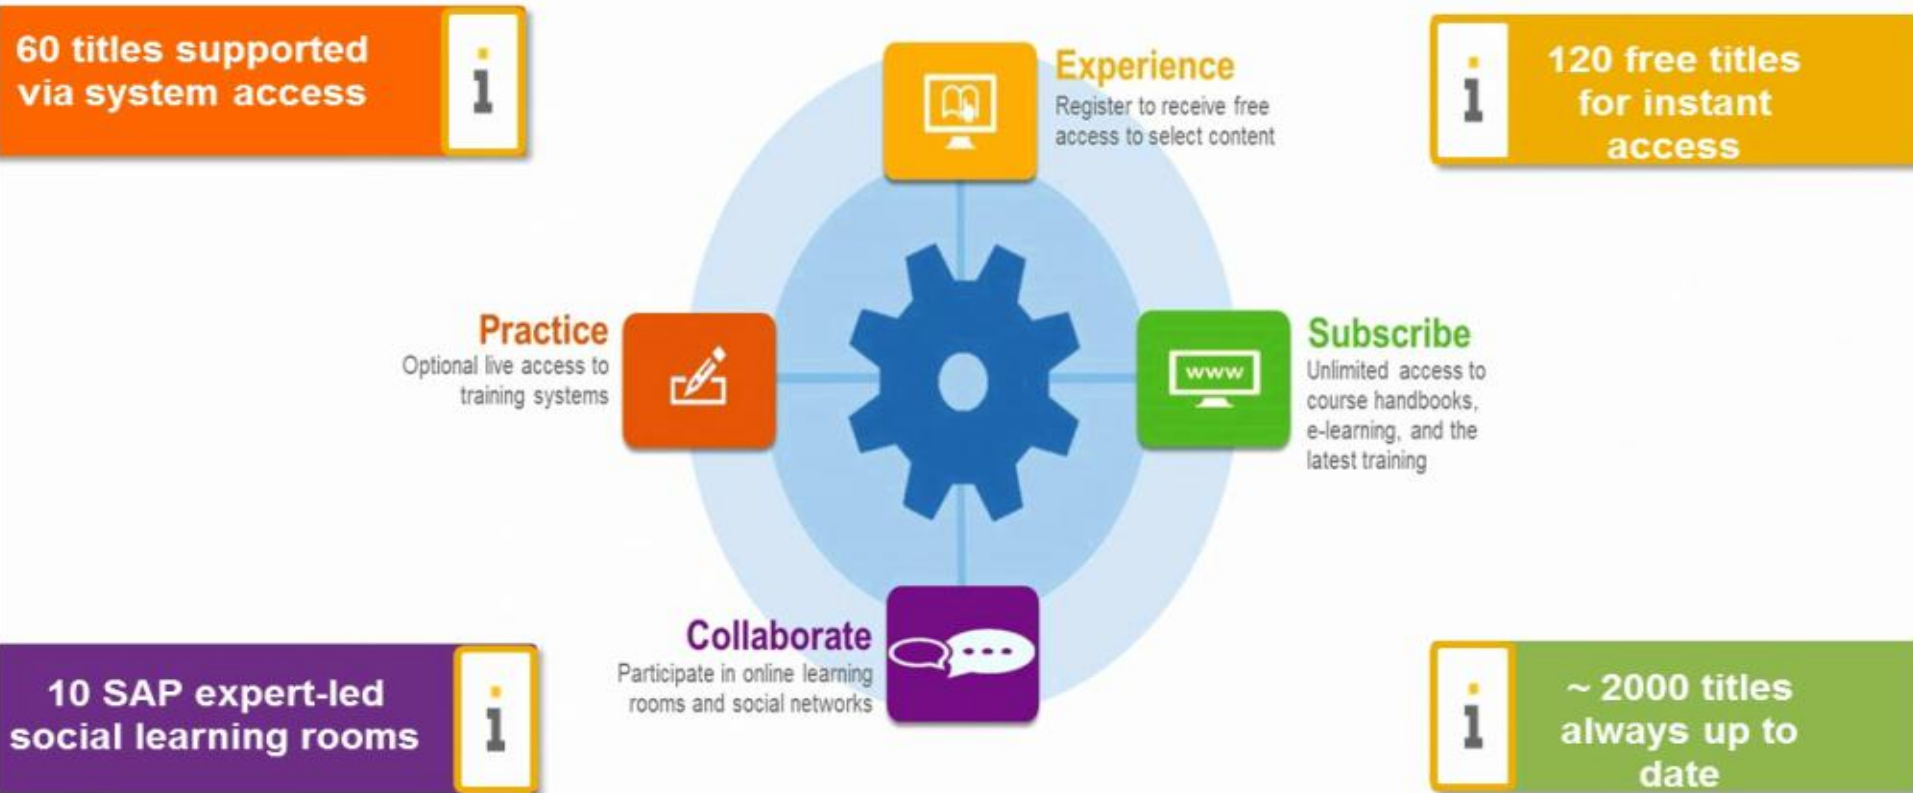 60 titles supported
via system access
i
Experience
Register to receive free
access to select content
i
120 free titles
for instant
access
Practice
Optional live access to
training systems
www
Subscribe
Unlimited access to
course handbooks,
e-learning, and the
latest training
Collaborate
Participate in online learning
rooms and social networks
10 SAP expert-led
social learning rooms
i
i
~ 2000 titles
always up to
date